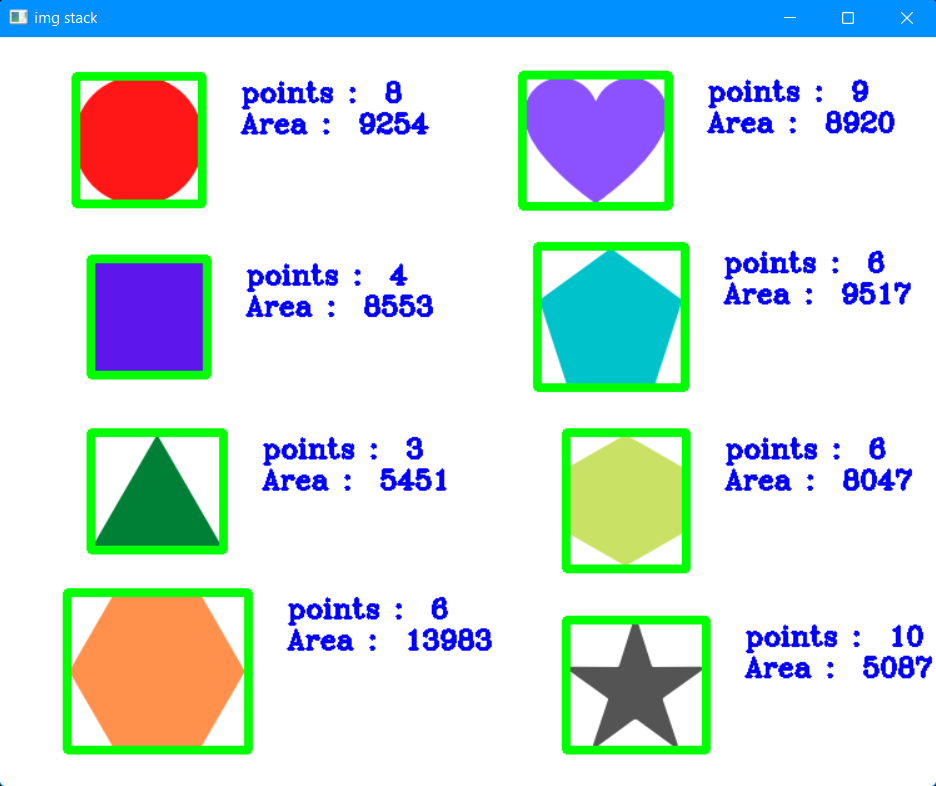 img stack
points :  8
Area :  9254
points :  9
Area :  8920
points :  4
Area :  8553
points :  6
Area :  9517
points :  3
Area :  5451
points :  6
Area :  8047
points :  6
Area :  13983
points :  10
Area :  5087